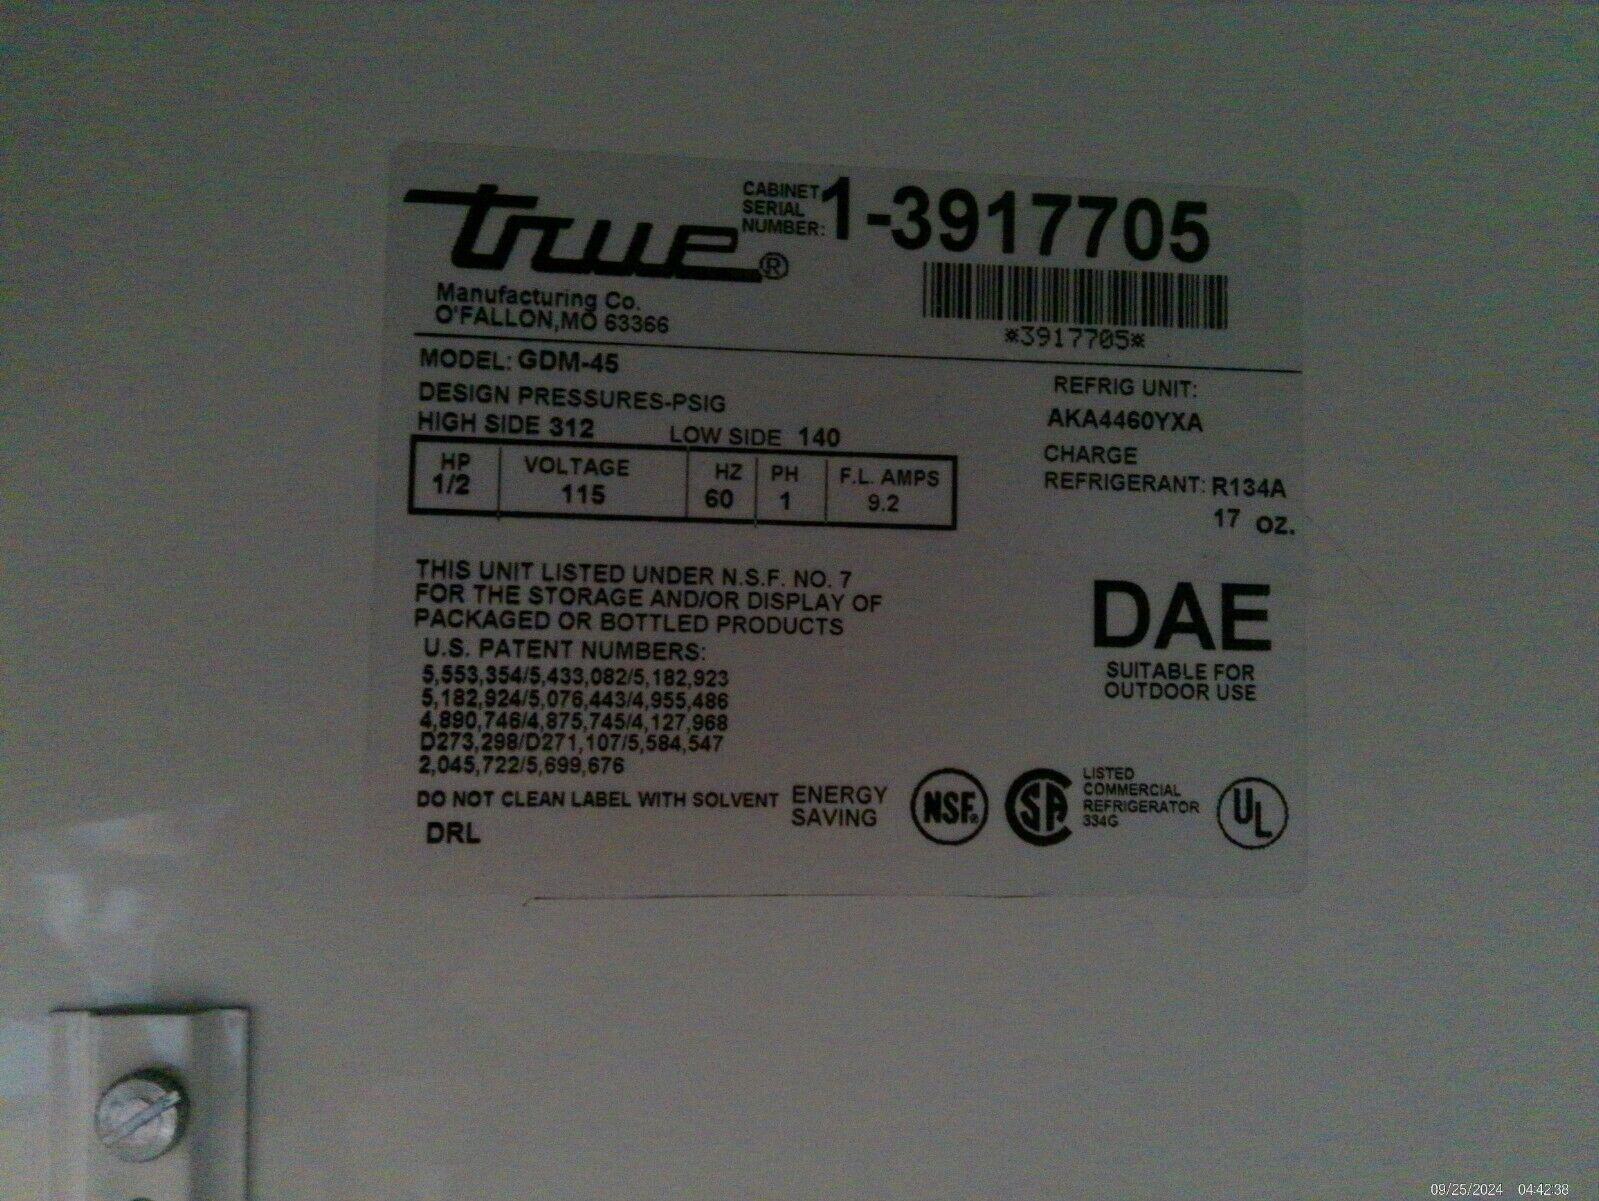 true®
CABINET
SERIAL
NUMBER: 1-3917705
*3917705*
Manufacturing Co.
O'FALLON,MO 63366
MODEL: GDM-45
DESIGN PRESSURES-PSIG
HIGH SIDE 312 LOW SIDE 140
REFRIG UNIT:
AKA4460YXA
CHARGE
REFRIGERANT: R134A
17 OZ.
HP VOLTAGE HZ PH F.L. AMPS
1/2 115 60 1 9.2
THIS UNIT LISTED UNDER N.S.F. NO. 7
FOR THE STORAGE AND/OR DISPLAY OF
PACKAGED OR BOTTLED PRODUCTS
U.S. PATENT NUMBERS:
5,553,354/5,433,082/5,182,923
5,182,924/5,076,443/4,955,486
4,890,746/4,875,745/4,127,968
D273,298/D271,107/5,584,547
2,045,722/5,699,676
DAE
SUITABLE FOR
OUTDOOR USE
DO NOT CLEAN LABEL WITH SOLVENT
DRL
ENERGY
SAVING
NSF®
SA
LISTED
COMMERCIAL
REFRIGERATOR
334G
UL
09/25/2024 04:42:38